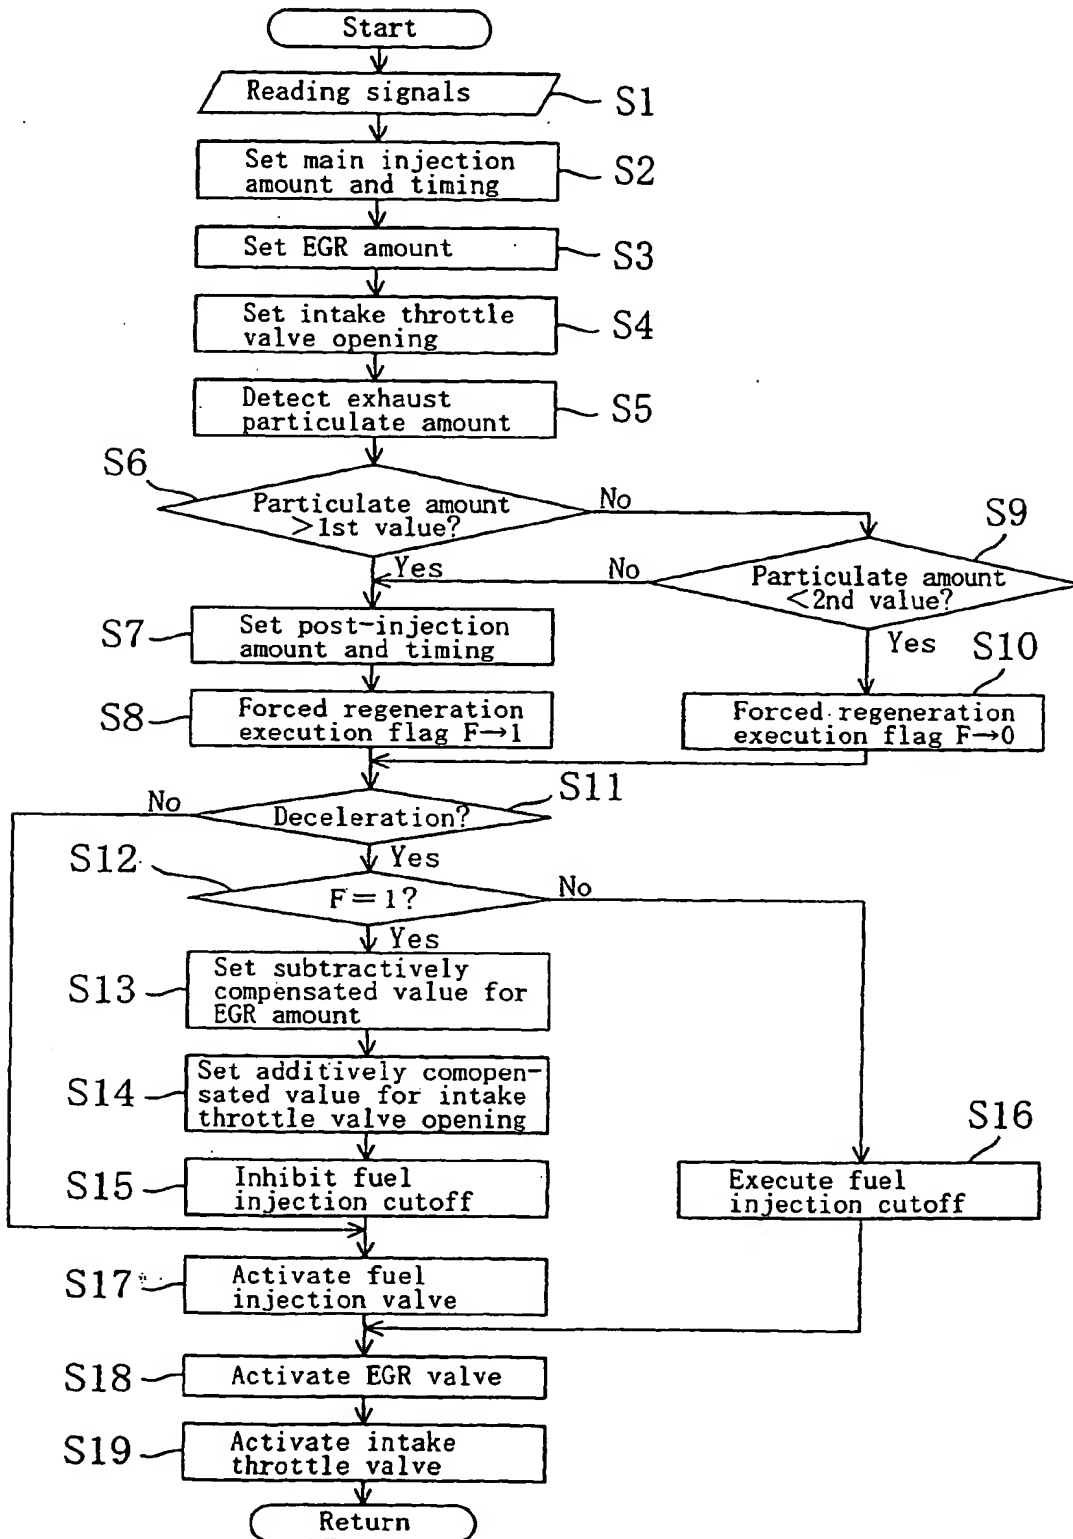 Start
Reading signals
S1
Set main injection
amount and timing
S2
Set EGR amount
S3
Set intake throttle
valve opening
S4
Detect exhaust
particulate amount
S5
S6
Particulate amount
>1st value?
No
Yes
S9
Particulate amount
<2nd value?
No
Yes
S7
Set post-injection
amount and timing
S10
S8
Forced regeneration
execution flag F→1
Forced regeneration
execution flag F→0
S11
No
Deceleration?
Yes
S12
F=1?
No
Yes
S13
Set subtractively
compensated value for
EGR amount
S14
Set additively comopen-
sated value for intake
throttle valve opening
S15
Inhibit fuel
injection cutoff
S16
Execute fuel
injection cutoff
S17
Activate fuel
injection valve
S18
Activate EGR valve
S19
Activate intake
throttle valve
Return